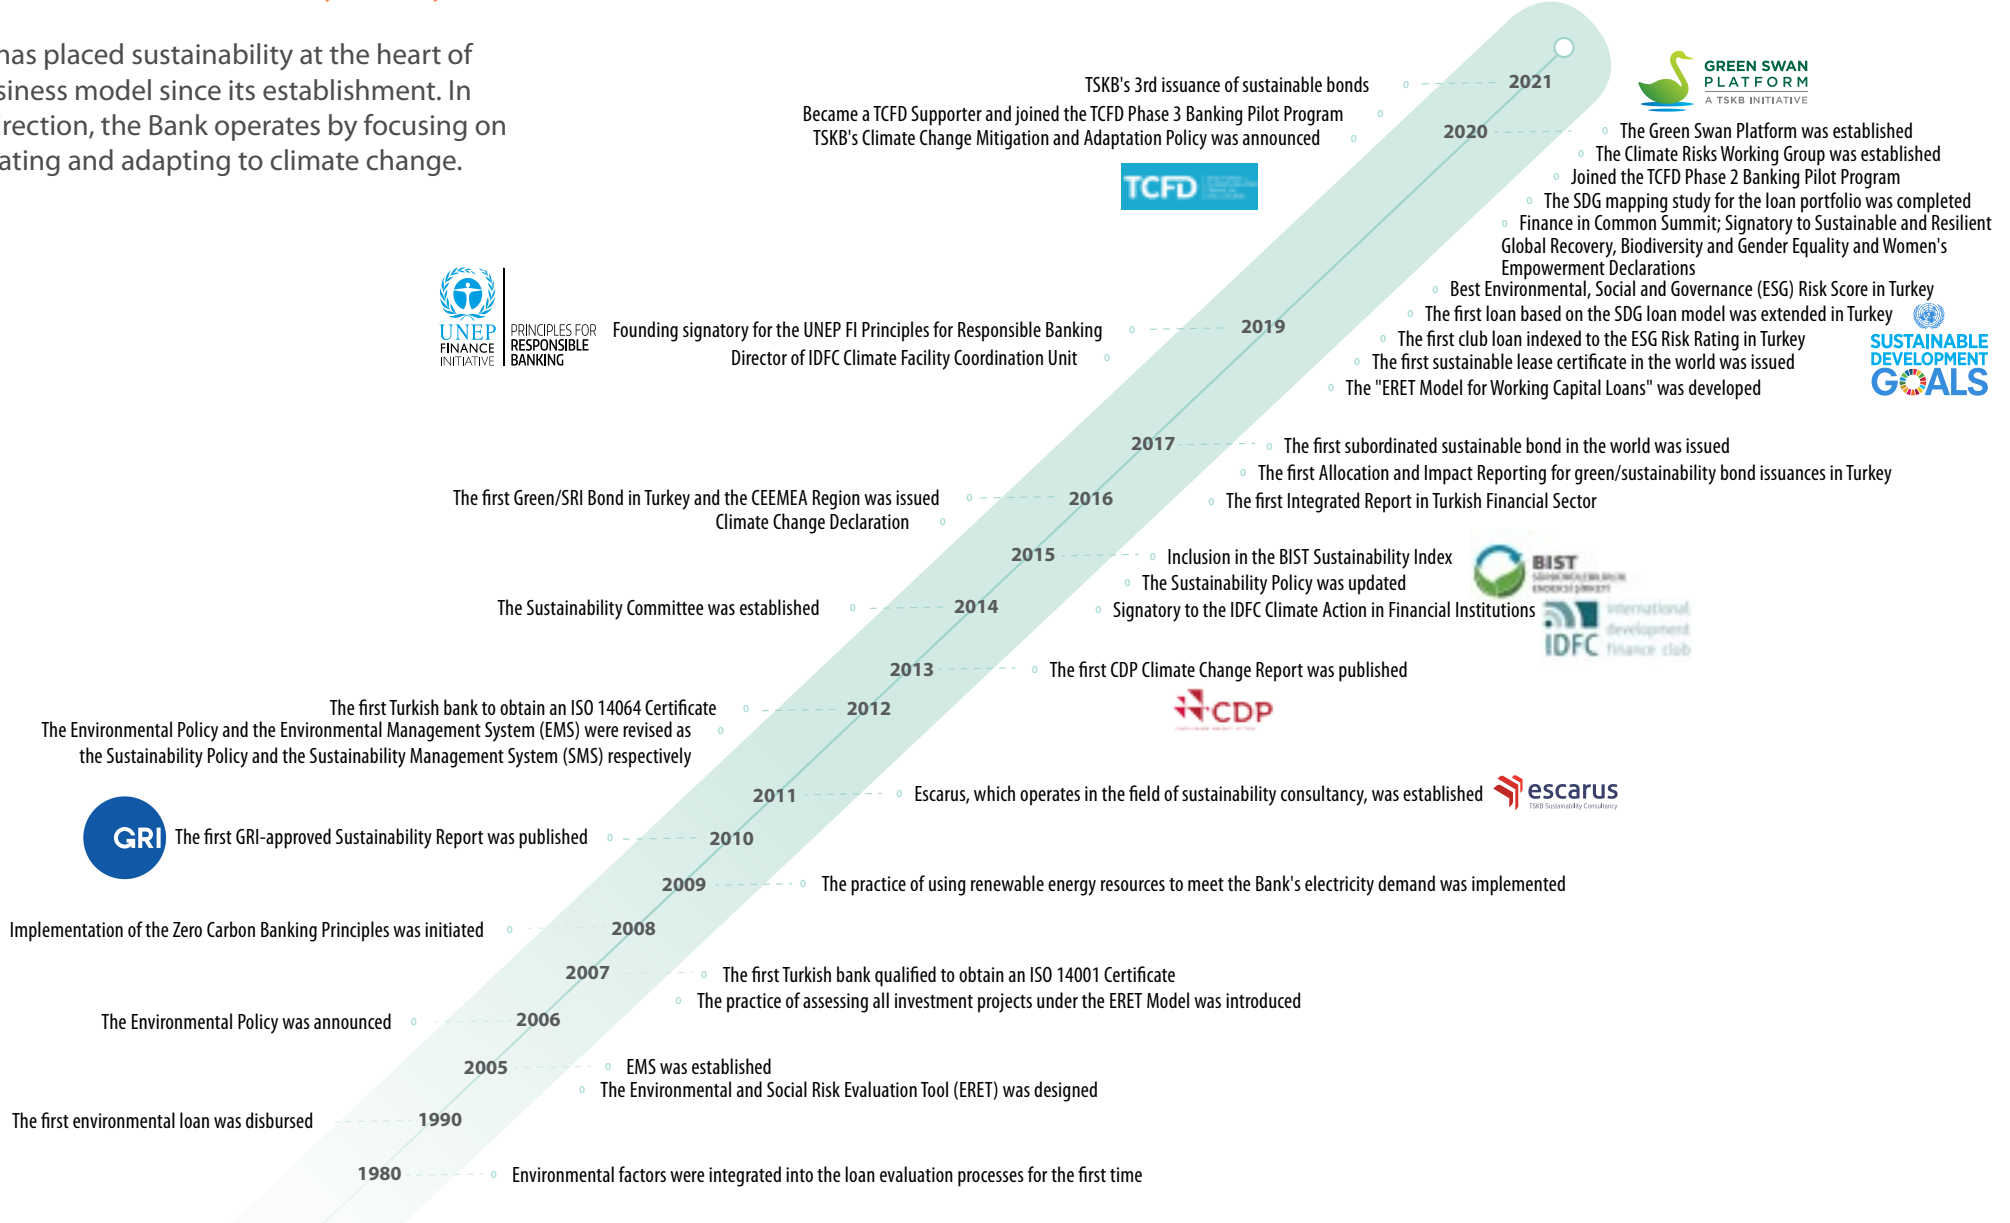 has placed sustainability at the heart of
siness model since its establishment. In
irection, the Bank operates by focusing on
ating and adapting to climate change.
GREEN SWAN
PLATFORM
A TSKB INITIATIVE
TSKB's 3rd issuance of sustainable bonds
2021
Became a TCFD Supporter and joined the TCFD Phase 3 Banking Pilot Program
TSKB's Climate Change Mitigation and Adaptation Policy was announced
TCFD
2020
The Green Swan Platform was established
The Climate Risks Working Group was established
Joined the TCFD Phase 2 Banking Pilot Program
The SDG mapping study for the loan portfolio was completed
Finance in Common Summit; Signatory to Sustainable and Resilient
Global Recovery, Biodiversity and Gender Equality and Women's
Empowerment Declarations
Best Environmental, Social and Governance (ESG) Risk Score in Turkey
The first loan based on the SDG loan model was extended in Turkey
The first club loan indexed to the ESG Risk Rating in Turkey
The first sustainable lease certificate in the world was issued
The "ERET Model for Working Capital Loans" was developed
SUSTAINABLE
DEVELOPMENT
GOALS
UNEP
FINANCE
INITIATIVE
PRINCIPLES FOR
RESPONSIBLE
BANKING
Founding signatory for the UNEP FI Principles for Responsible Banking
Director of IDFC Climate Facility Coordination Unit
2019
2017
The first subordinated sustainable bond in the world was issued
The first Allocation and Impact Reporting for green/sustainability bond issuances in Turkey
The first Integrated Report in Turkish Financial Sector
The first Green/SRI Bond in Turkey and the CEEMEA Region was issued
Climate Change Declaration
2016
2015
Inclusion in the BIST Sustainability Index
The Sustainability Policy was updated
Signatory to the IDFC Climate Action in Financial Institutions
BIST
IDFC
international
development
finance club
The Sustainability Committee was established
2014
2013
The first CDP Climate Change Report was published
CDP
The first Turkish bank to obtain an ISO 14064 Certificate
The Environmental Policy and the Environmental Management System (EMS) were revised as
the Sustainability Policy and the Sustainability Management System (SMS) respectively
2012
2011
Escarus, which operates in the field of sustainability consultancy, was established
escarus
TSKB Sustainability Consultancy
GRI
The first GRI-approved Sustainability Report was published
2010
2009
The practice of using renewable energy resources to meet the Bank's electricity demand was implemented
Implementation of the Zero Carbon Banking Principles was initiated
2008
2007
The first Turkish bank qualified to obtain an ISO 14001 Certificate
The practice of assessing all investment projects under the ERET Model was introduced
The Environmental Policy was announced
2006
2005
EMS was established
The Environmental and Social Risk Evaluation Tool (ERET) was designed
The first environmental loan was disbursed
1990
1980
Environmental factors were integrated into the loan evaluation processes for the first time